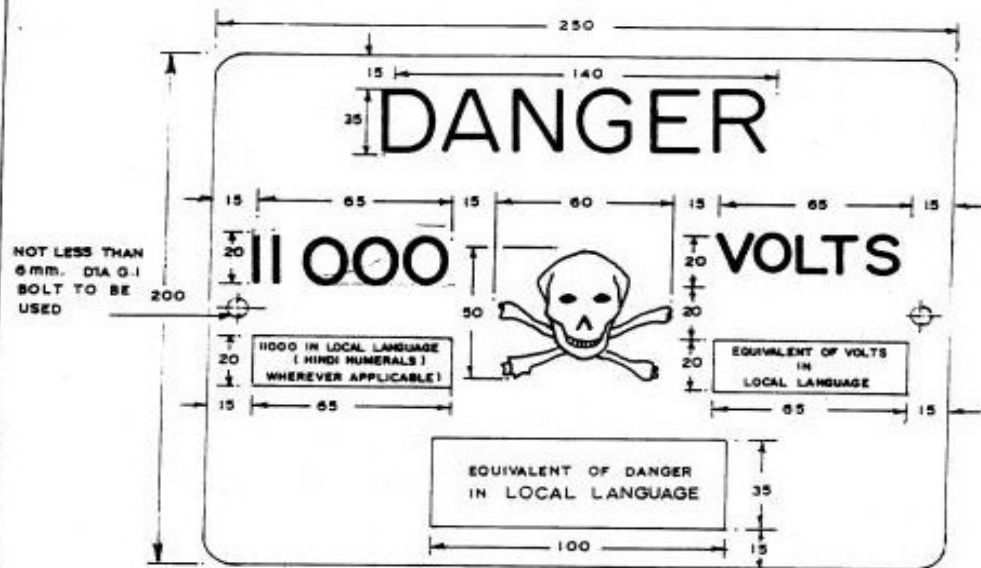 250
15 140
35 DANGER
15 65 15 60 15 65 15
NOT LESS THAN
6 mm. DIA G.I
BOLT TO BE
USED
200
20 11 000
50
20 VOLTS
20
20 11000 IN LOCAL LANGUAGE
( HINDI NUMERALS )
WHEREVER APPLICABLE)
20 EQUIVALENT OF VOLTS
IN
LOCAL LANGUAGE
15 65
65 15
EQUIVALENT OF DANGER
IN LOCAL LANGUAGE
35
100 15